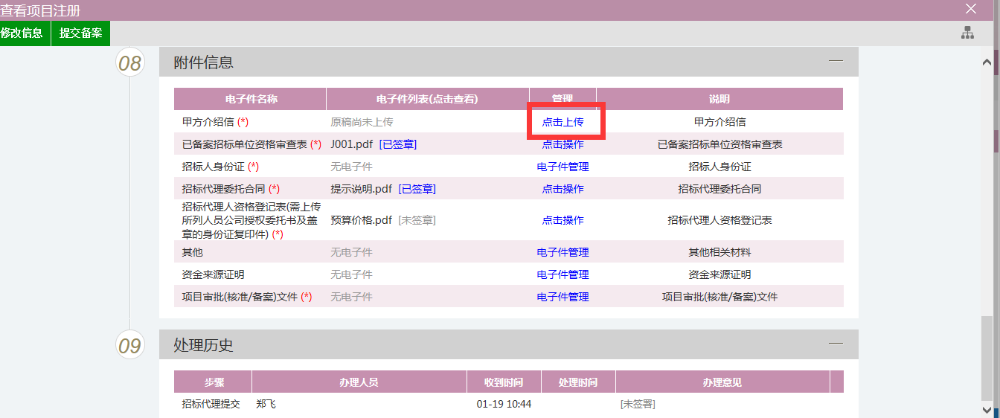 查看项目注册
修改信息 提交备案
08 附件信息
电子件名称 电子件列表(点击查看) 管理 说明
甲方介绍信 (*) 原稿尚未上传 点击上传 甲方介绍信
已备案招标单位资格审查表 (*) J001.pdf [已签章] 点击操作 已备案招标单位资格审查表
招标人身份证 (*) 无电子件 电子件管理 招标人身份证
招标代理委托合同 (*) 提示说明.pdf [已签章] 点击操作 招标代理委托合同
招标代理人资格登记表(需上传
所列人员公司授权委托书及盖
章的身份证复印件) (*) 预算价格.pdf [未签章] 点击操作 招标代理人资格登记表
其他 无电子件 电子件管理 其他相关材料
资金来源证明 无电子件 电子件管理 资金来源证明
项目审批(核准/备案)文件 (*) 无电子件 电子件管理 项目审批(核准/备案)文件
09 处理历史
步骤 办理人员 收到时间 处理时间 办理意见
招标代理提交 郑飞 01-19 10:44 [未签署]